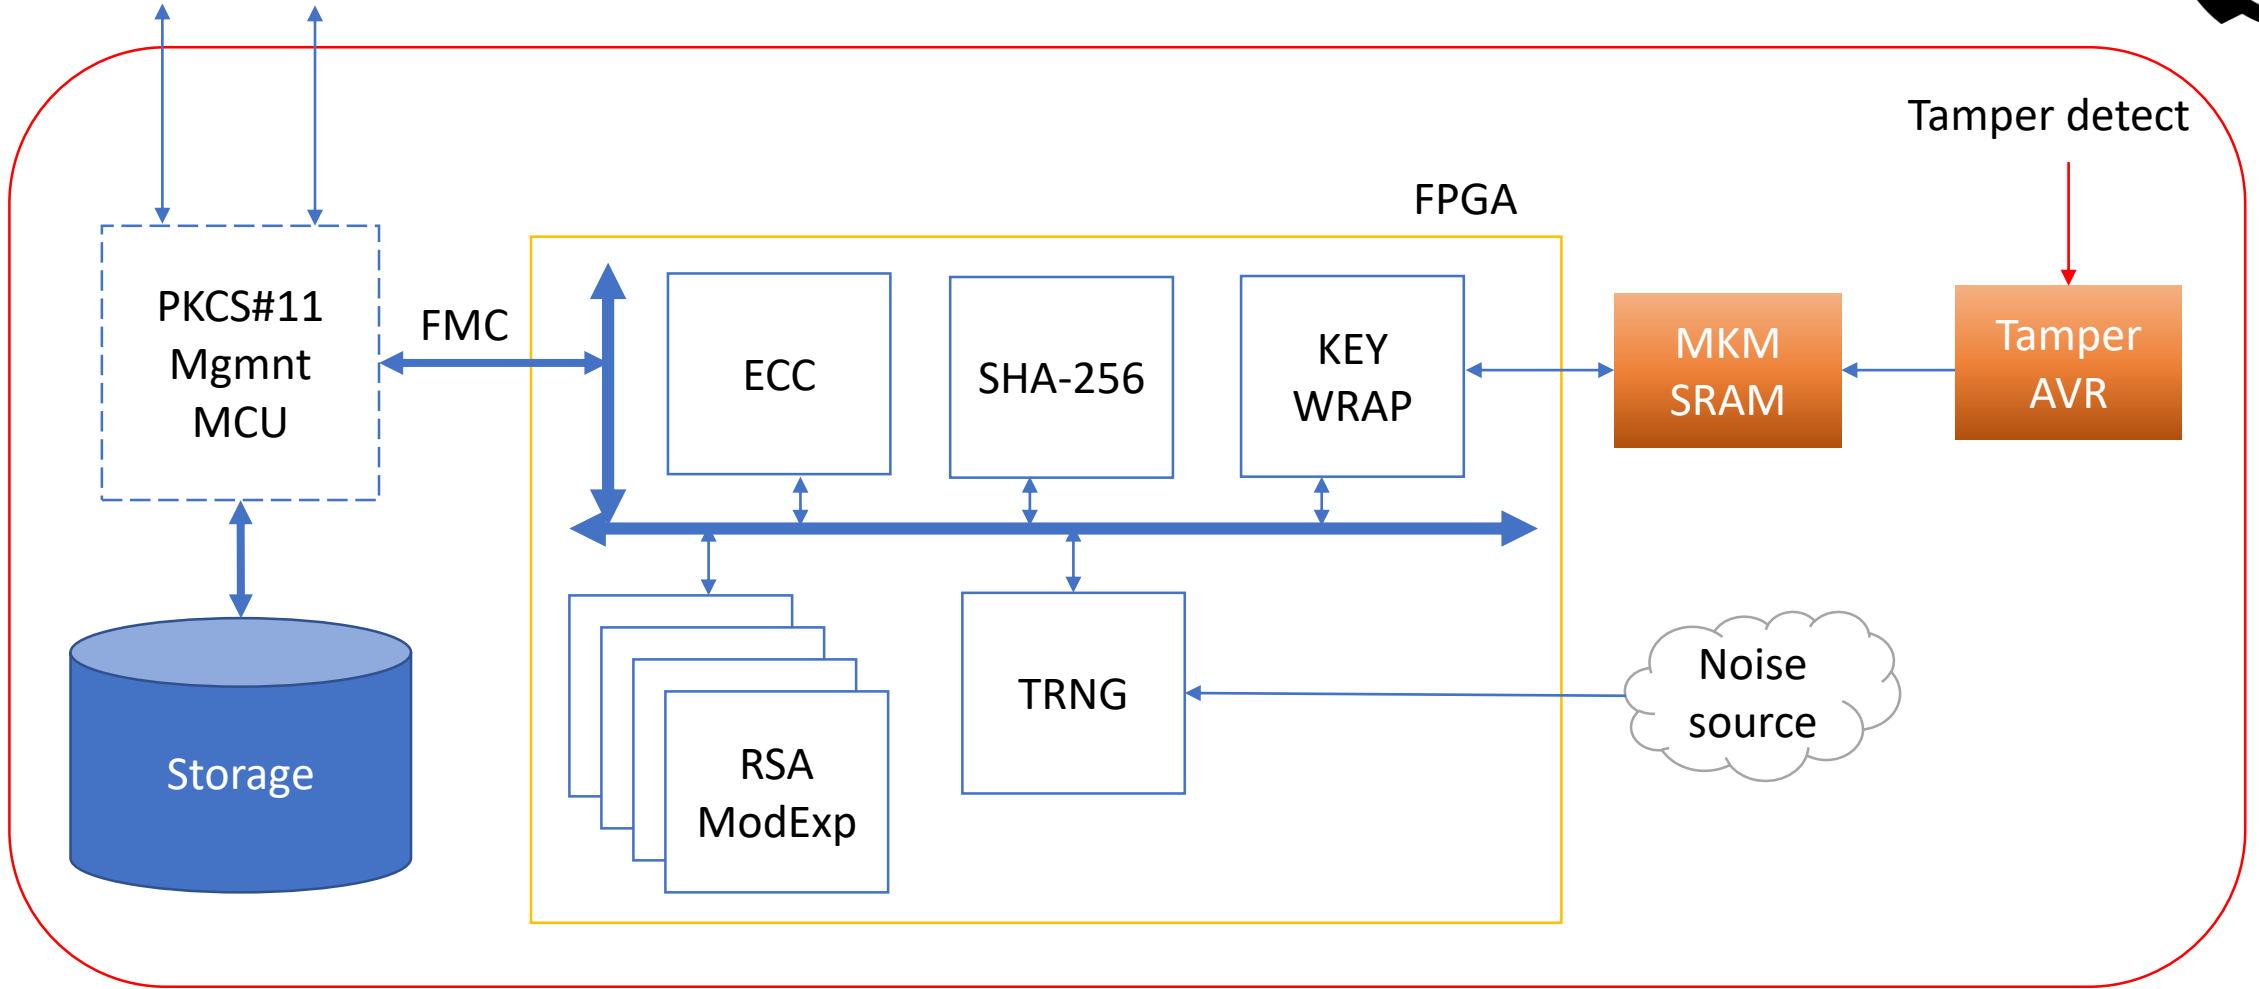 Tamper detect
FPGA
PKCS#11
Mgmnt
MCU
FMC
ECC
SHA-256
KEY
WRAP
MKM
SRAM
Tamper
AVR
Storage
RSA
ModExp
TRNG
Noise
source